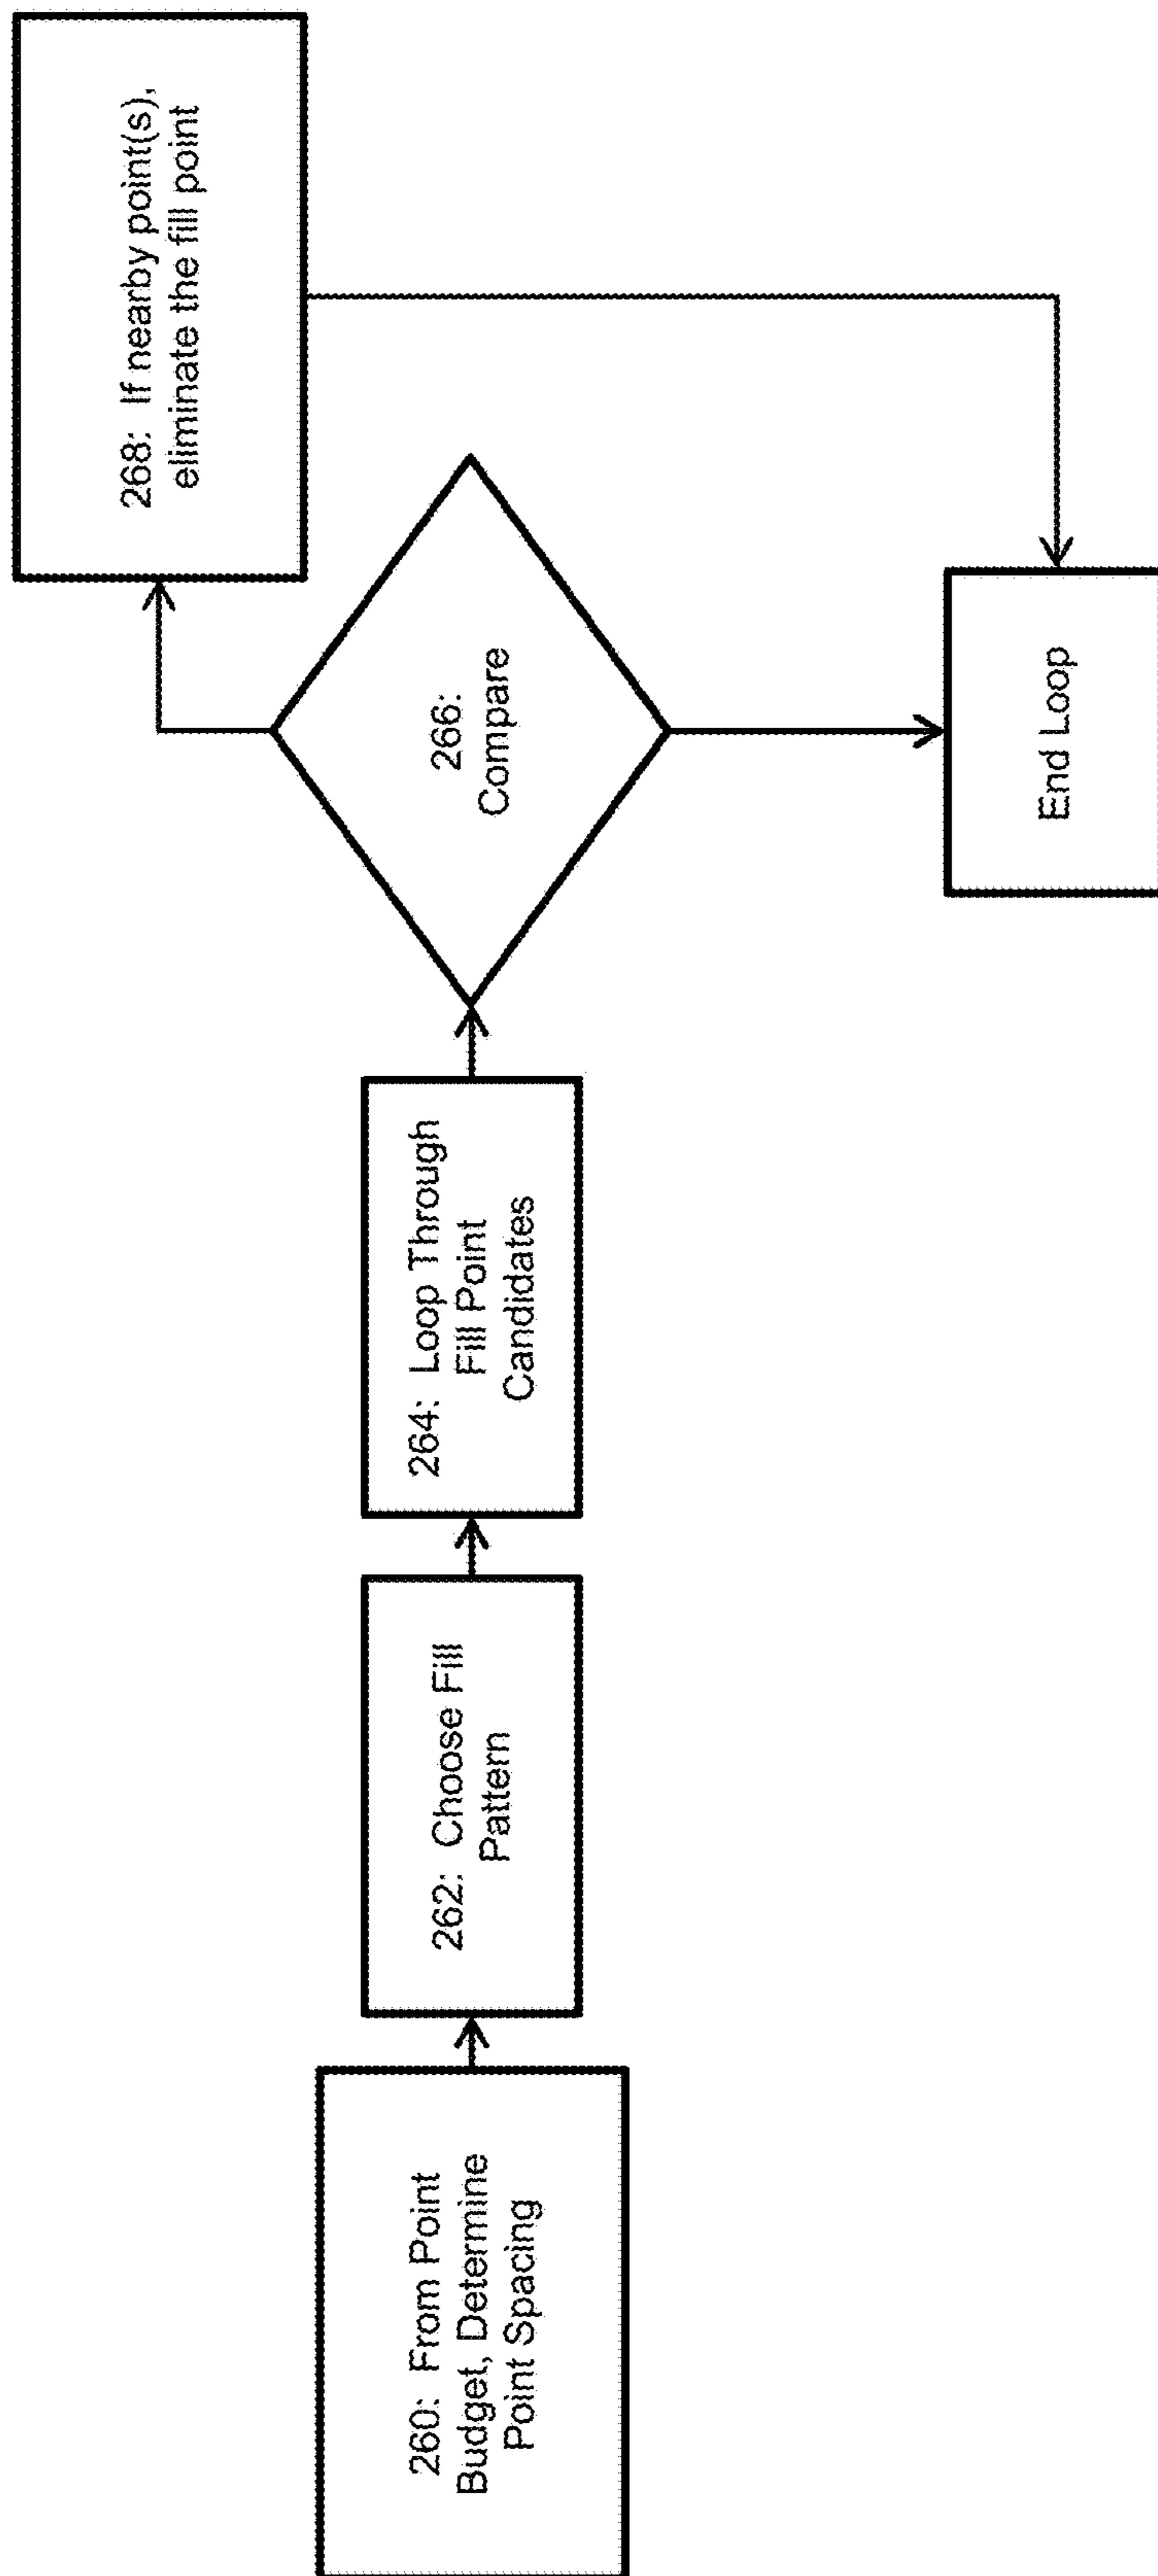 260: From Point
Budget, Determine
Point Spacing
262: Choose Fill
Pattern
264: Loop Through
Fill Point
Candidates
266:
Compare
268: If nearby point(s),
eliminate the fill point
End Loop